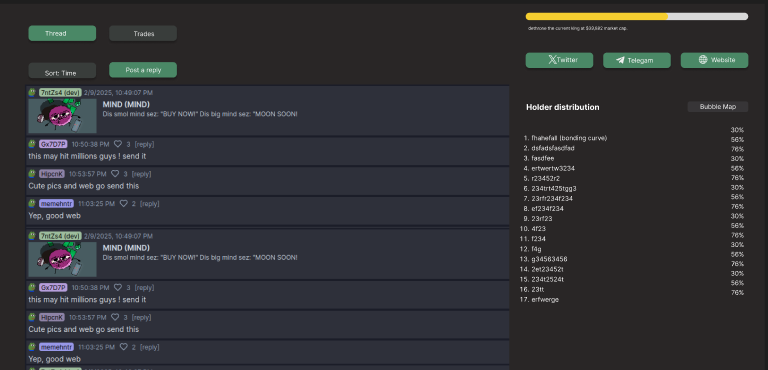 Thread
Trades
Sort: Time
Post a reply
7ntZs4 (dev) 2/9/2025, 10:49:07 PM
MIND (MIND)
Dis smol mind sez: "BUY NOW!" Dis big mind sez: "MOON SOON!
Gx7D7P 10:50:38 PM 3 [reply]
this may hit millions guys ! send it
HipcnK 10:53:57 PM 3 [reply]
Cute pics and web go send this
memehntr 11:03:25 PM 2 [reply]
Yep, good web
7ntZs4 (dev) 2/9/2025, 10:49:07 PM
MIND (MIND)
Dis smol mind sez: "BUY NOW!" Dis big mind sez: "MOON SOON!
Gx7D7P 10:50:38 PM 3 [reply]
this may hit millions guys ! send it
HipcnK 10:53:57 PM 3 [reply]
Cute pics and web go send this
memehntr 11:03:25 PM 2 [reply]
Yep, good web
dethrone the current king at $39,692 market cap
Twitter
Telegam
Website
Holder distribution
Bubble Map
1. fhahefall (bonding curve)
2. dsfadsfasdfad
3. fasdfee
4. ertwertw3234
5. r23452r2
6. 234trt425tgg3
7. 23rfr234f234
8. ef234f234
9. 23rf23
10. 4f23
11. f234
12. f4g
13. g34563456
14. 2et23452t
15. 234t2524t
16. 23tt
17. erfwerge
30%
56%
76%
30%
56%
76%
30%
56%
76%
30%
56%
76%
30%
56%
76%
30%
56%
76%